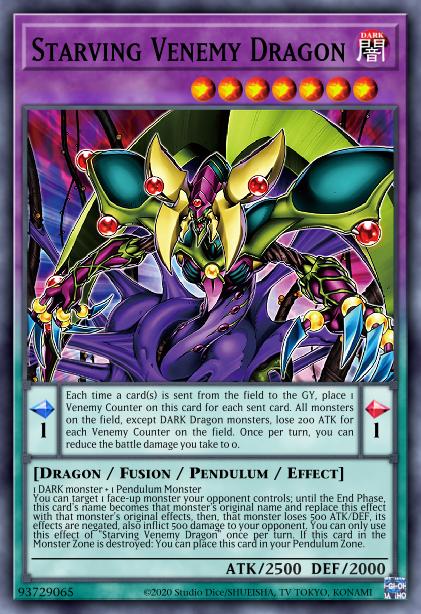 STARVING VENEMY DRAGON
DARK
闇
Each time a card(s) is sent from the field to the GY, place 1
Venemy Counter on this card for each sent card. All monsters
on the field, except DARK Dragon monsters, lose 200 ATK for
each Venemy Counter on the field. Once per turn, you can
reduce the battle damage you take to 0.
1
1
[DRAGON / FUSION / PENDULUM / EFFECT]
1 DARK monster + 1 Pendulum Monster
You can target 1 face-up monster your opponent controls; until the End Phase,
this card's name becomes that monster's original name and replace this effect
with that monster's original effects, then, that monster loses 500 ATK/DEF, its
effects are negated, also inflict 500 damage to your opponent. You can only use
this effect of "Starving Venemy Dragon" once per turn. If this card in the
Monster Zone is destroyed: You can place this card in your Pendulum Zone.
ATK/2500 DEF/2000
93729065
©2020 Studio Dice/SHUEISHA, TV TOKYO, KONAMI